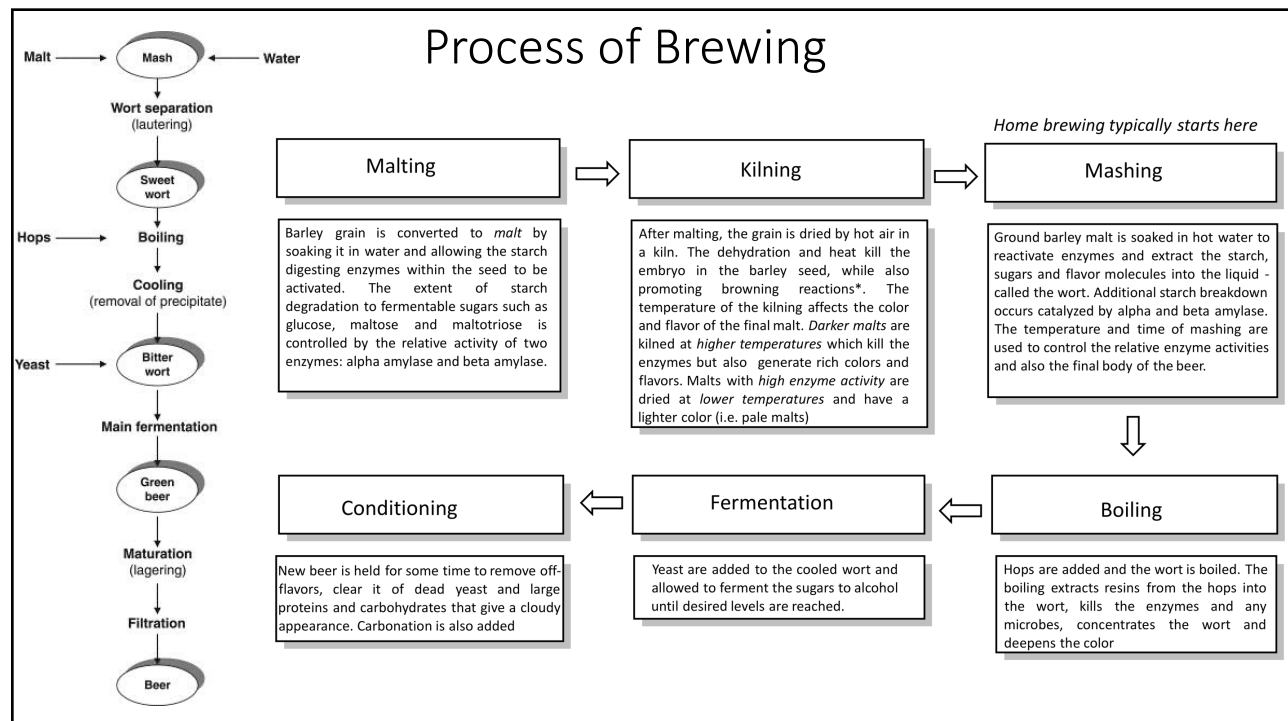 Process of Brewing
Malt
Mash
Water
Wort separation
(lautering)
Sweet
wort
Hops
Boiling
Cooling
(removal of precipitate)
Yeast
Bitter
wort
Main fermentation
Green
beer
Maturation
(lagering)
Filtration
Beer
Malting
Barley grain is converted to malt by
soaking it in water and allowing the starch
digesting enzymes within the seed to be
activated. The extent of starch
degradation to fermentable sugars such as
glucose, maltose and maltotriose is
controlled by the relative activity of two
enzymes: alpha amylase and beta amylase.
Kilning
After malting, the grain is dried by hot air in
a kiln. The dehydration and heat kill the
embryo in the barley seed, while also
promoting browning reactions*. The
temperature of the kilning affects the color
and flavor of the final malt. Darker malts are
kilned at higher temperatures which kill the
enzymes but also generate rich colors and
flavors. Malts with high enzyme activity are
dried at lower temperatures and have a
lighter color (i.e. pale malts)
Home brewing typically starts here
Mashing
Ground barley malt is soaked in hot water to
reactivate enzymes and extract the starch,
sugars and flavor molecules into the liquid -
called the wort. Additional starch breakdown
occurs catalyzed by alpha and beta amylase.
The temperature and time of mashing are
used to control the relative enzyme activities
and also the final body of the beer.
Boiling
Hops are added and the wort is boiled. The
boiling extracts resins from the hops into
the wort, kills the enzymes and any
microbes, concentrates the wort and
deepens the color
Fermentation
Yeast are added to the cooled wort and
allowed to ferment the sugars to alcohol
until desired levels are reached.
Conditioning
New beer is held for some time to remove off-
flavors, clear it of dead yeast and large
proteins and carbohydrates that give a cloudy
appearance. Carbonation is also added